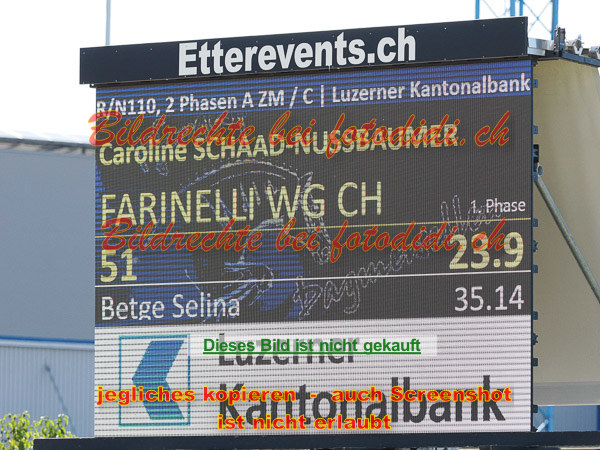 Etterevents.ch
R/N110, 2 Phasen A ZM / C | Luzerner Kantonalbank
Bildrechte bei fotodidi.ch
Caroline SCHAAD-NUSSBAUMER
FARINELLI WG CH
1. Phase
Bildrechte bei fotodidi.ch
51
23.9
Betge Selina
35.14
Dieses Bild ist nicht gekauft
Luzerner
jegliches kopieren - auch Screenshot
Kantonalbank
ist nicht erlaubt